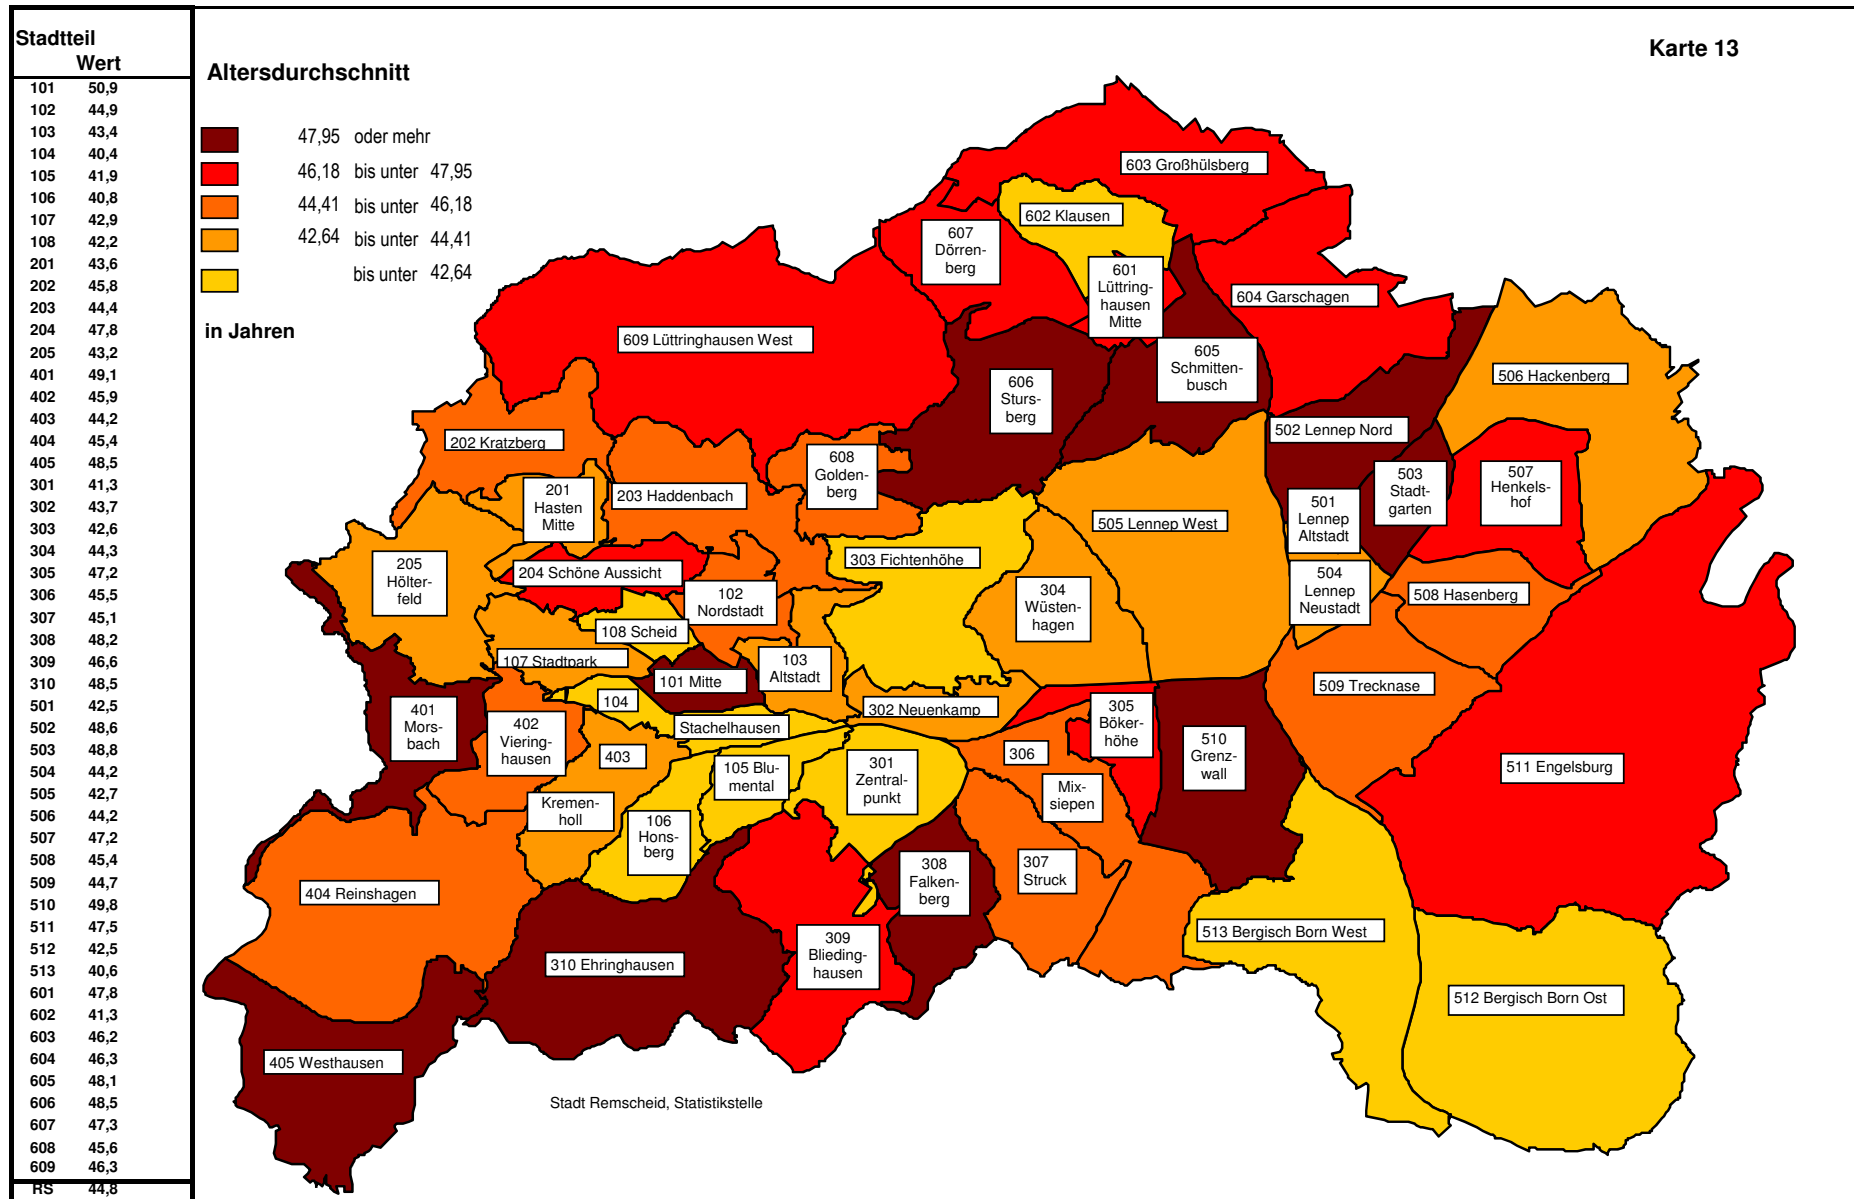 Stadtteil
Wert
101 50,9
102 44,9
103 43,4
104 40,4
105 41,9
106 40,8
107 42,9
108 42,2
201 43,6
202 45,8
203 44,4
204 47,8
205 43,2
401 49,1
402 45,9
403 44,2
404 45,4
405 48,5
301 41,3
302 43,7
303 42,6
304 44,3
305 47,2
306 45,5
307 45,1
308 48,2
309 46,6
310 48,5
501 42,5
502 48,6
503 48,8
504 44,2
505 42,7
506 44,2
507 47,2
508 45,4
509 44,7
510 49,8
511 47,5
512 42,5
513 40,6
601 47,8
602 41,3
603 46,2
604 46,3
605 48,1
606 48,5
607 47,3
608 45,6
609 46,3
RS 44,8
Karte 13
Altersdurchschnitt
47,95 oder mehr
46,18 bis unter 47,95
44,41 bis unter 46,18
42,64 bis unter 44,41
bis unter 42,64
in Jahren
603 Großhülsberg
602 Klausen
607
Dörren-
berg
601
Lüttring-
hausen
Mitte
604 Garschagen
609 Lüttringhausen West
605
Schmitten-
busch
606
Sturs-
berg
506 Hackenberg
502 Lennep Nord
202 Kratzberg
608
Golden-
berg
503
Stadt-
garten
507
Henkels-
hof
201
Hasten
Mitte
203 Haddenbach
501
Lennep
Altstadt
505 Lennep West
205
Hölter-
feld
303 Fichtenhöhe
204 Schöne Aussicht
504
Lennep
Neustadt
102
Nordstadt
304
Wüsten-
hagen
508 Hasenberg
108 Scheid
107 Stadtpark
103
Altstadt
101 Mitte
509 Trecknase
104
Stachelhausen
302 Neuenkamp
305
Böker-
höhe
401
Mors-
bach
402
Viering-
hausen
403
Kremen-
holl
105 Blu-
mental
301
Zentral-
punkt
306
Mix-
siepen
510
Grenz-
wall
511 Engelsburg
106
Hons-
berg
404 Reinshagen
308
Falken-
berg
307
Struck
513 Bergisch Born West
309
Blieding-
hausen
310 Ehringhausen
512 Bergisch Born Ost
405 Westhausen
Stadt Remscheid, Statistikstelle